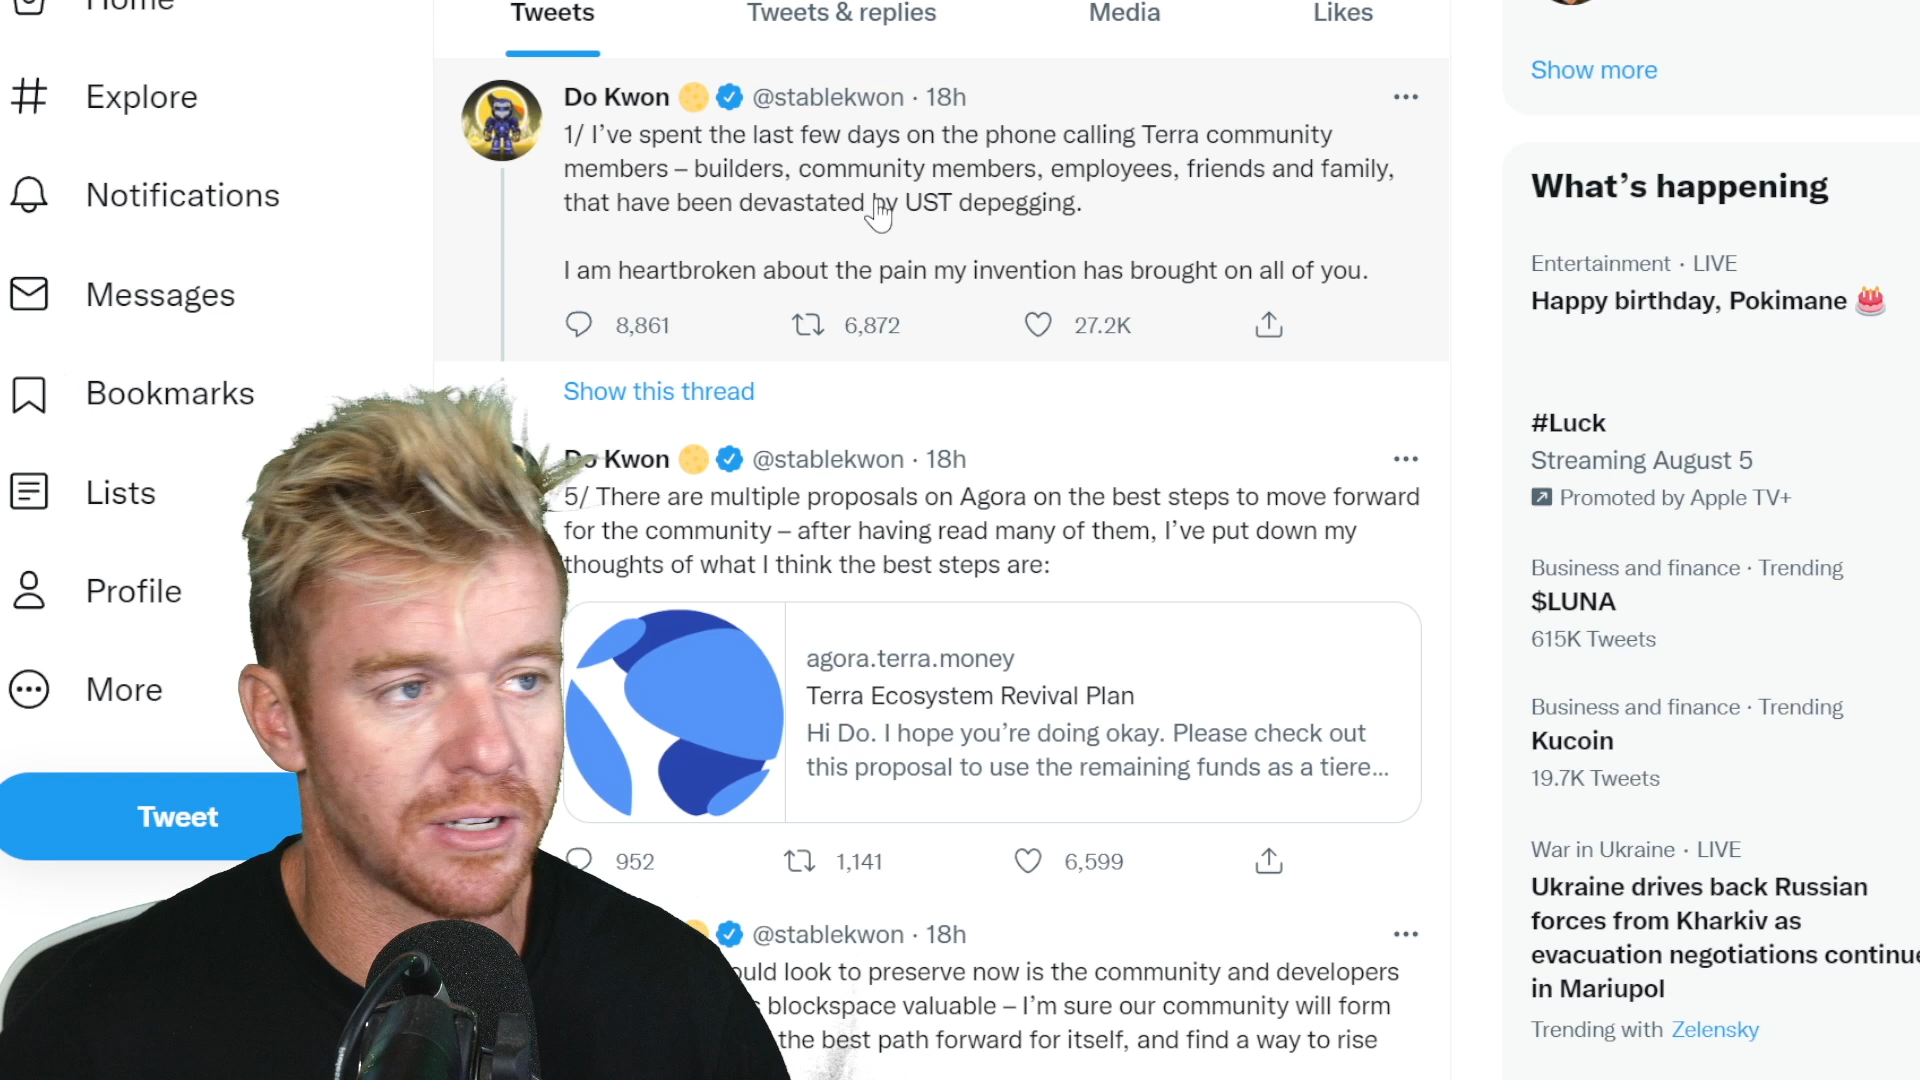 Home
Explore
Notifications
Messages
Bookmarks
Lists
Profile
More
Tweet
Tweets
Tweets & replies
Media
Likes
Do Kwon @stablekwon · 18h
1/ I've spent the last few days on the phone calling Terra community
members – builders, community members, employees, friends and family,
that have been devastated by UST depegging.
I am heartbroken about the pain my invention has brought on all of you.
8,861
6,872
27.2K
Show this thread
Do Kwon @stablekwon · 18h
5/ There are multiple proposals on Agora on the best steps to move forward
for the community – after having read many of them, I've put down my
thoughts of what I think the best steps are:
agora.terra.money
Terra Ecosystem Revival Plan
Hi Do. I hope you're doing okay. Please check out
this proposal to use the remaining funds as a tiere...
952
1,141
6,599
@stablekwon · 18h
look to preserve now is the community and developers
blockspace valuable – I'm sure our community will form
the best path forward for itself, and find a way to rise
Show more
What's happening
Entertainment · LIVE
Happy birthday, Pokimane
#Luck
Streaming August 5
Promoted by Apple TV+
Business and finance · Trending
$LUNA
615K Tweets
Business and finance · Trending
Kucoin
19.7K Tweets
War in Ukraine · LIVE
Ukraine drives back Russian
forces from Kharkiv as
evacuation negotiations continue
in Mariupol
Trending with Zelensky